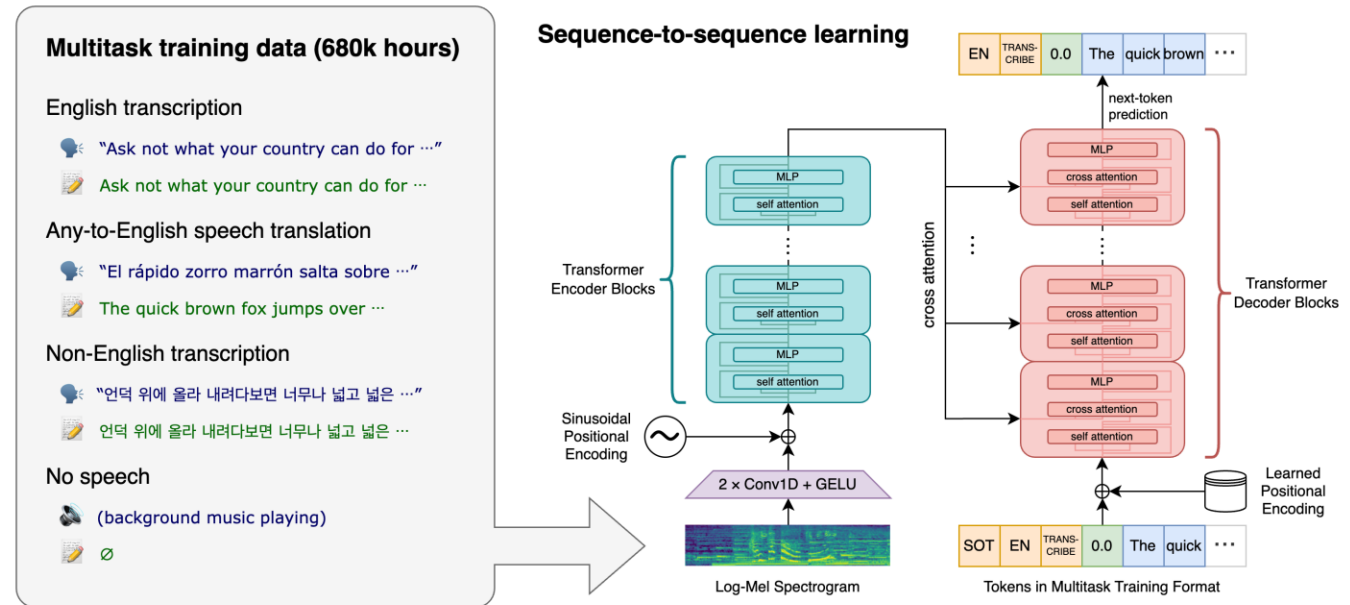 Multitask training data (680k hours)
English transcription
“Ask not what your country can do for ⋯”
Ask not what your country can do for ⋯
Any-to-English speech translation
“El rápido zorro marrón salta sobre ⋯”
The quick brown fox jumps over ⋯
Non-English transcription
“언덕 위에 올라 내려다보면 너무나 넓고 넓은 ⋯”
언덕 위에 올라 내려다보면 너무나 넓고 넓은 ⋯
No speech
(background music playing)
∅
Sequence-to-sequence learning
EN TRANS-CRIBE 0.0 The quick brown ⋯
next-token
prediction
MLP
self attention
⋯
MLP
self attention
MLP
self attention
Transformer
Encoder Blocks
Sinusoidal
Positional
Encoding
2 × Conv1D + GELU
Log-Mel Spectrogram
cross attention
⋯
MLP
cross attention
self attention
⋯
MLP
cross attention
self attention
MLP
cross attention
self attention
Transformer
Decoder Blocks
Learned
Positional
Encoding
SOT EN TRANS-CRIBE 0.0 The quick ⋯
Tokens in Multitask Training Format